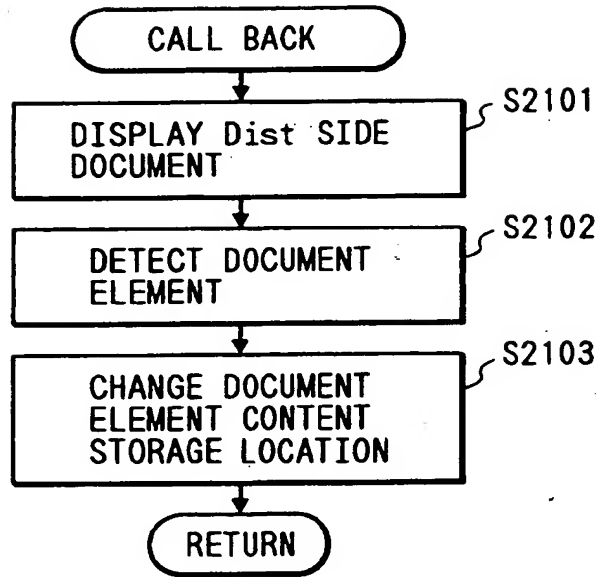 CALL BACK
S2101
DISPLAY Dist SIDE
DOCUMENT
S2102
DETECT DOCUMENT
ELEMENT
S2103
CHANGE DOCUMENT
ELEMENT CONTENT
STORAGE LOCATION
RETURN